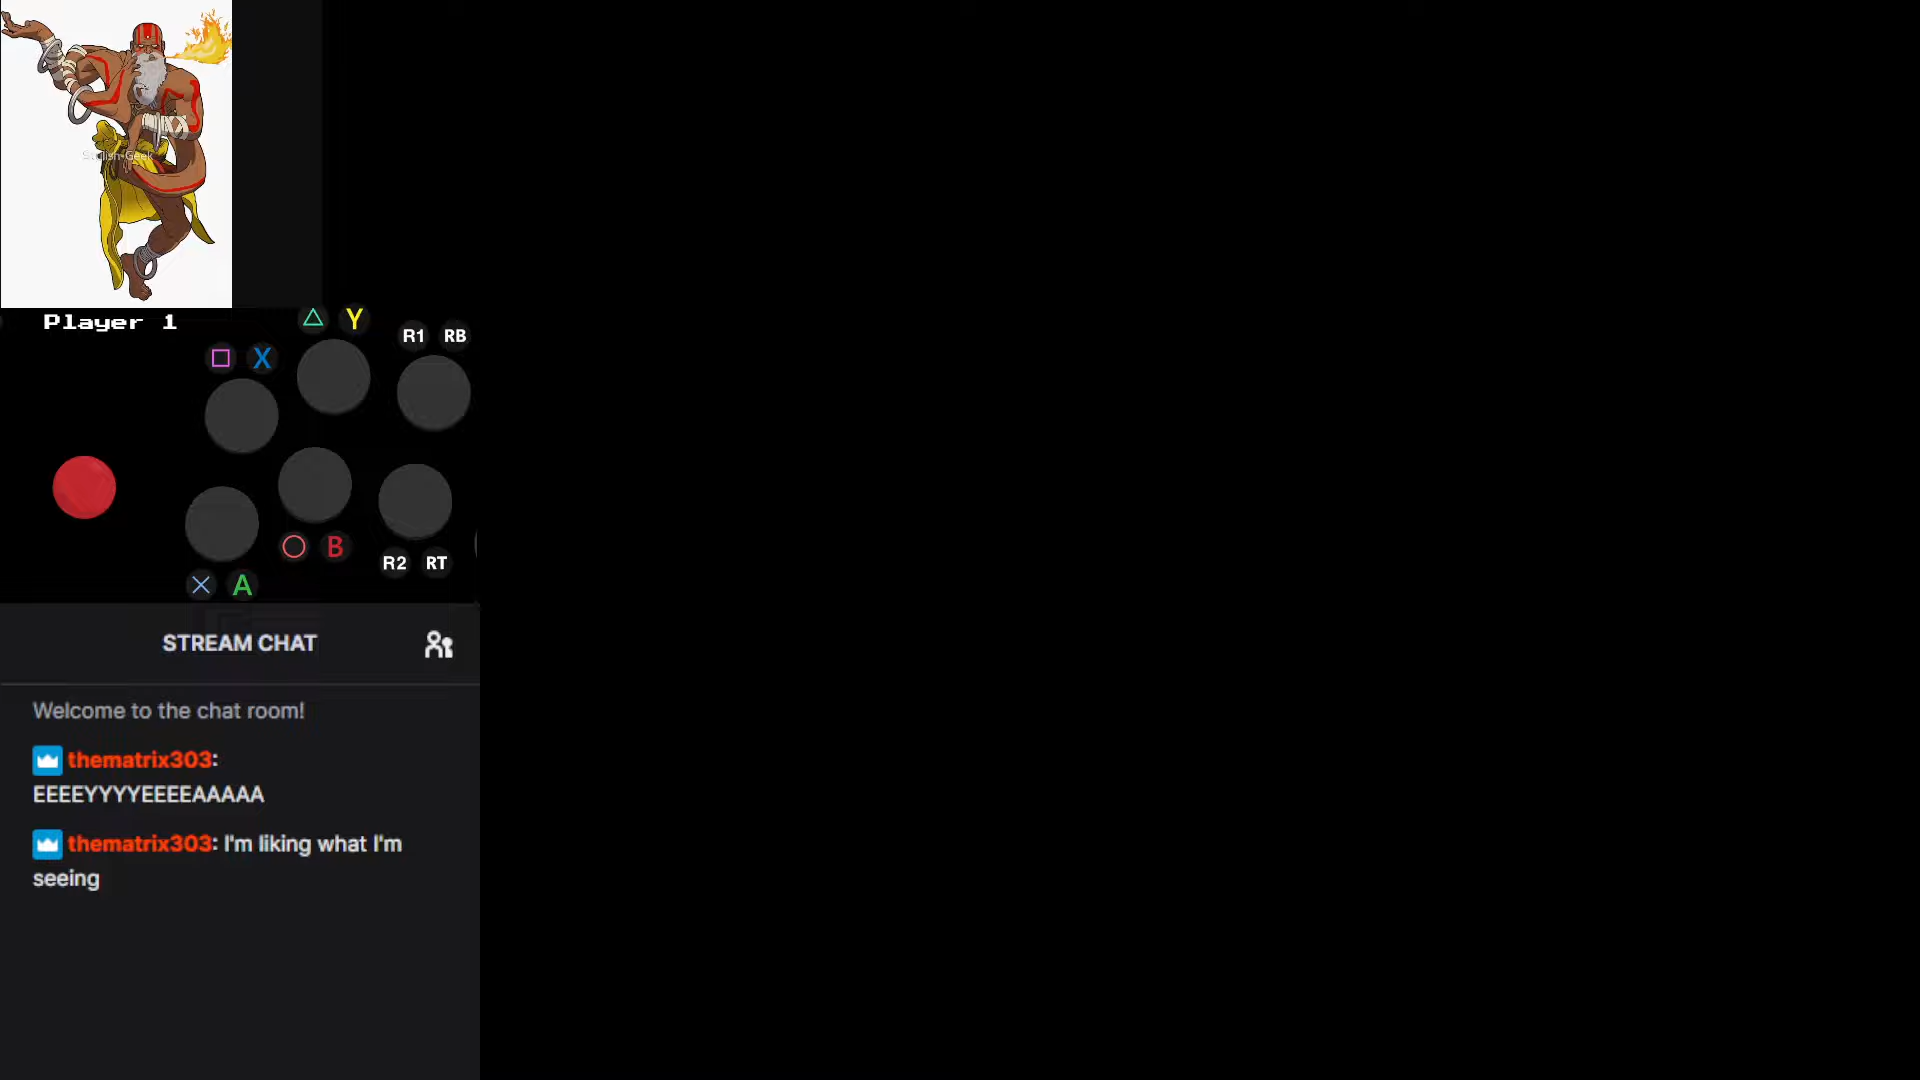 Player 1
Y
R1 RB
X
B
R2 RT
A
STREAM CHAT
Welcome to the chat room!
thematrix303:
EEEEYYYYEEEEAAAAA
thematrix303: I'm liking what I'm
seeing